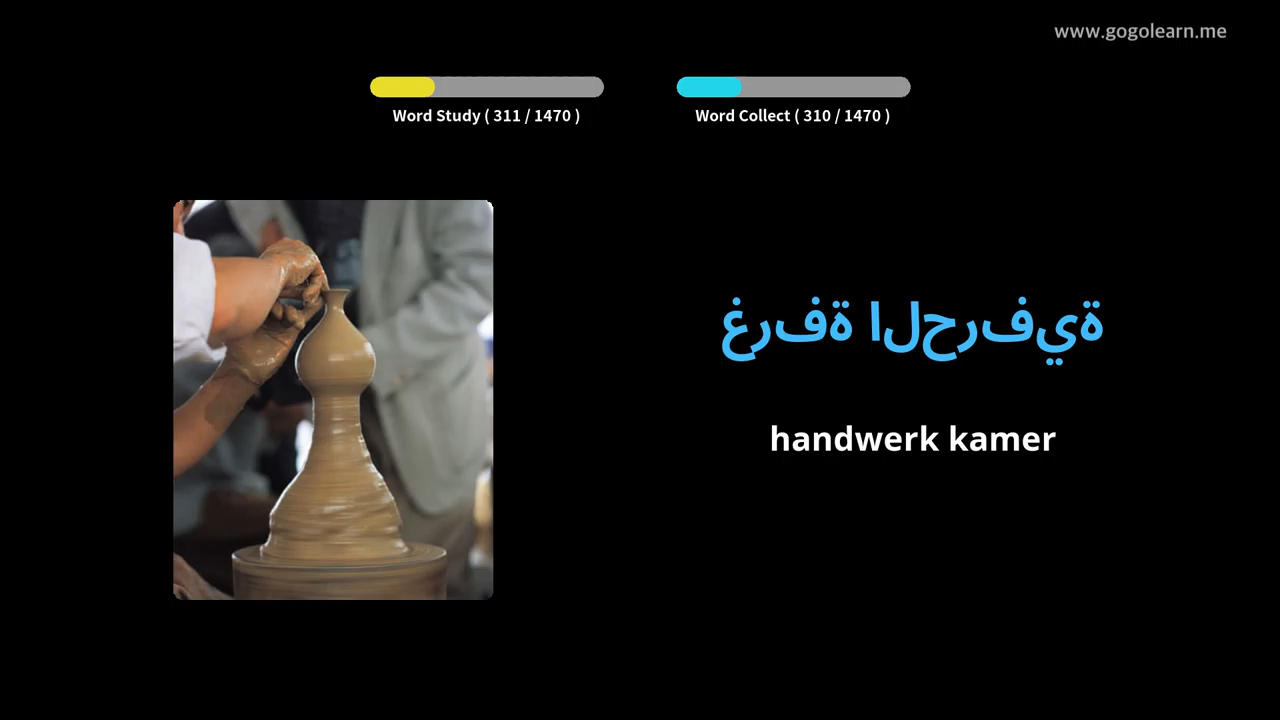 www.gogolearn.me
Word Study ( 311 / 1470 )
Word Collect ( 310 / 1470 )
غرفة الحرفية
handwerk kamer